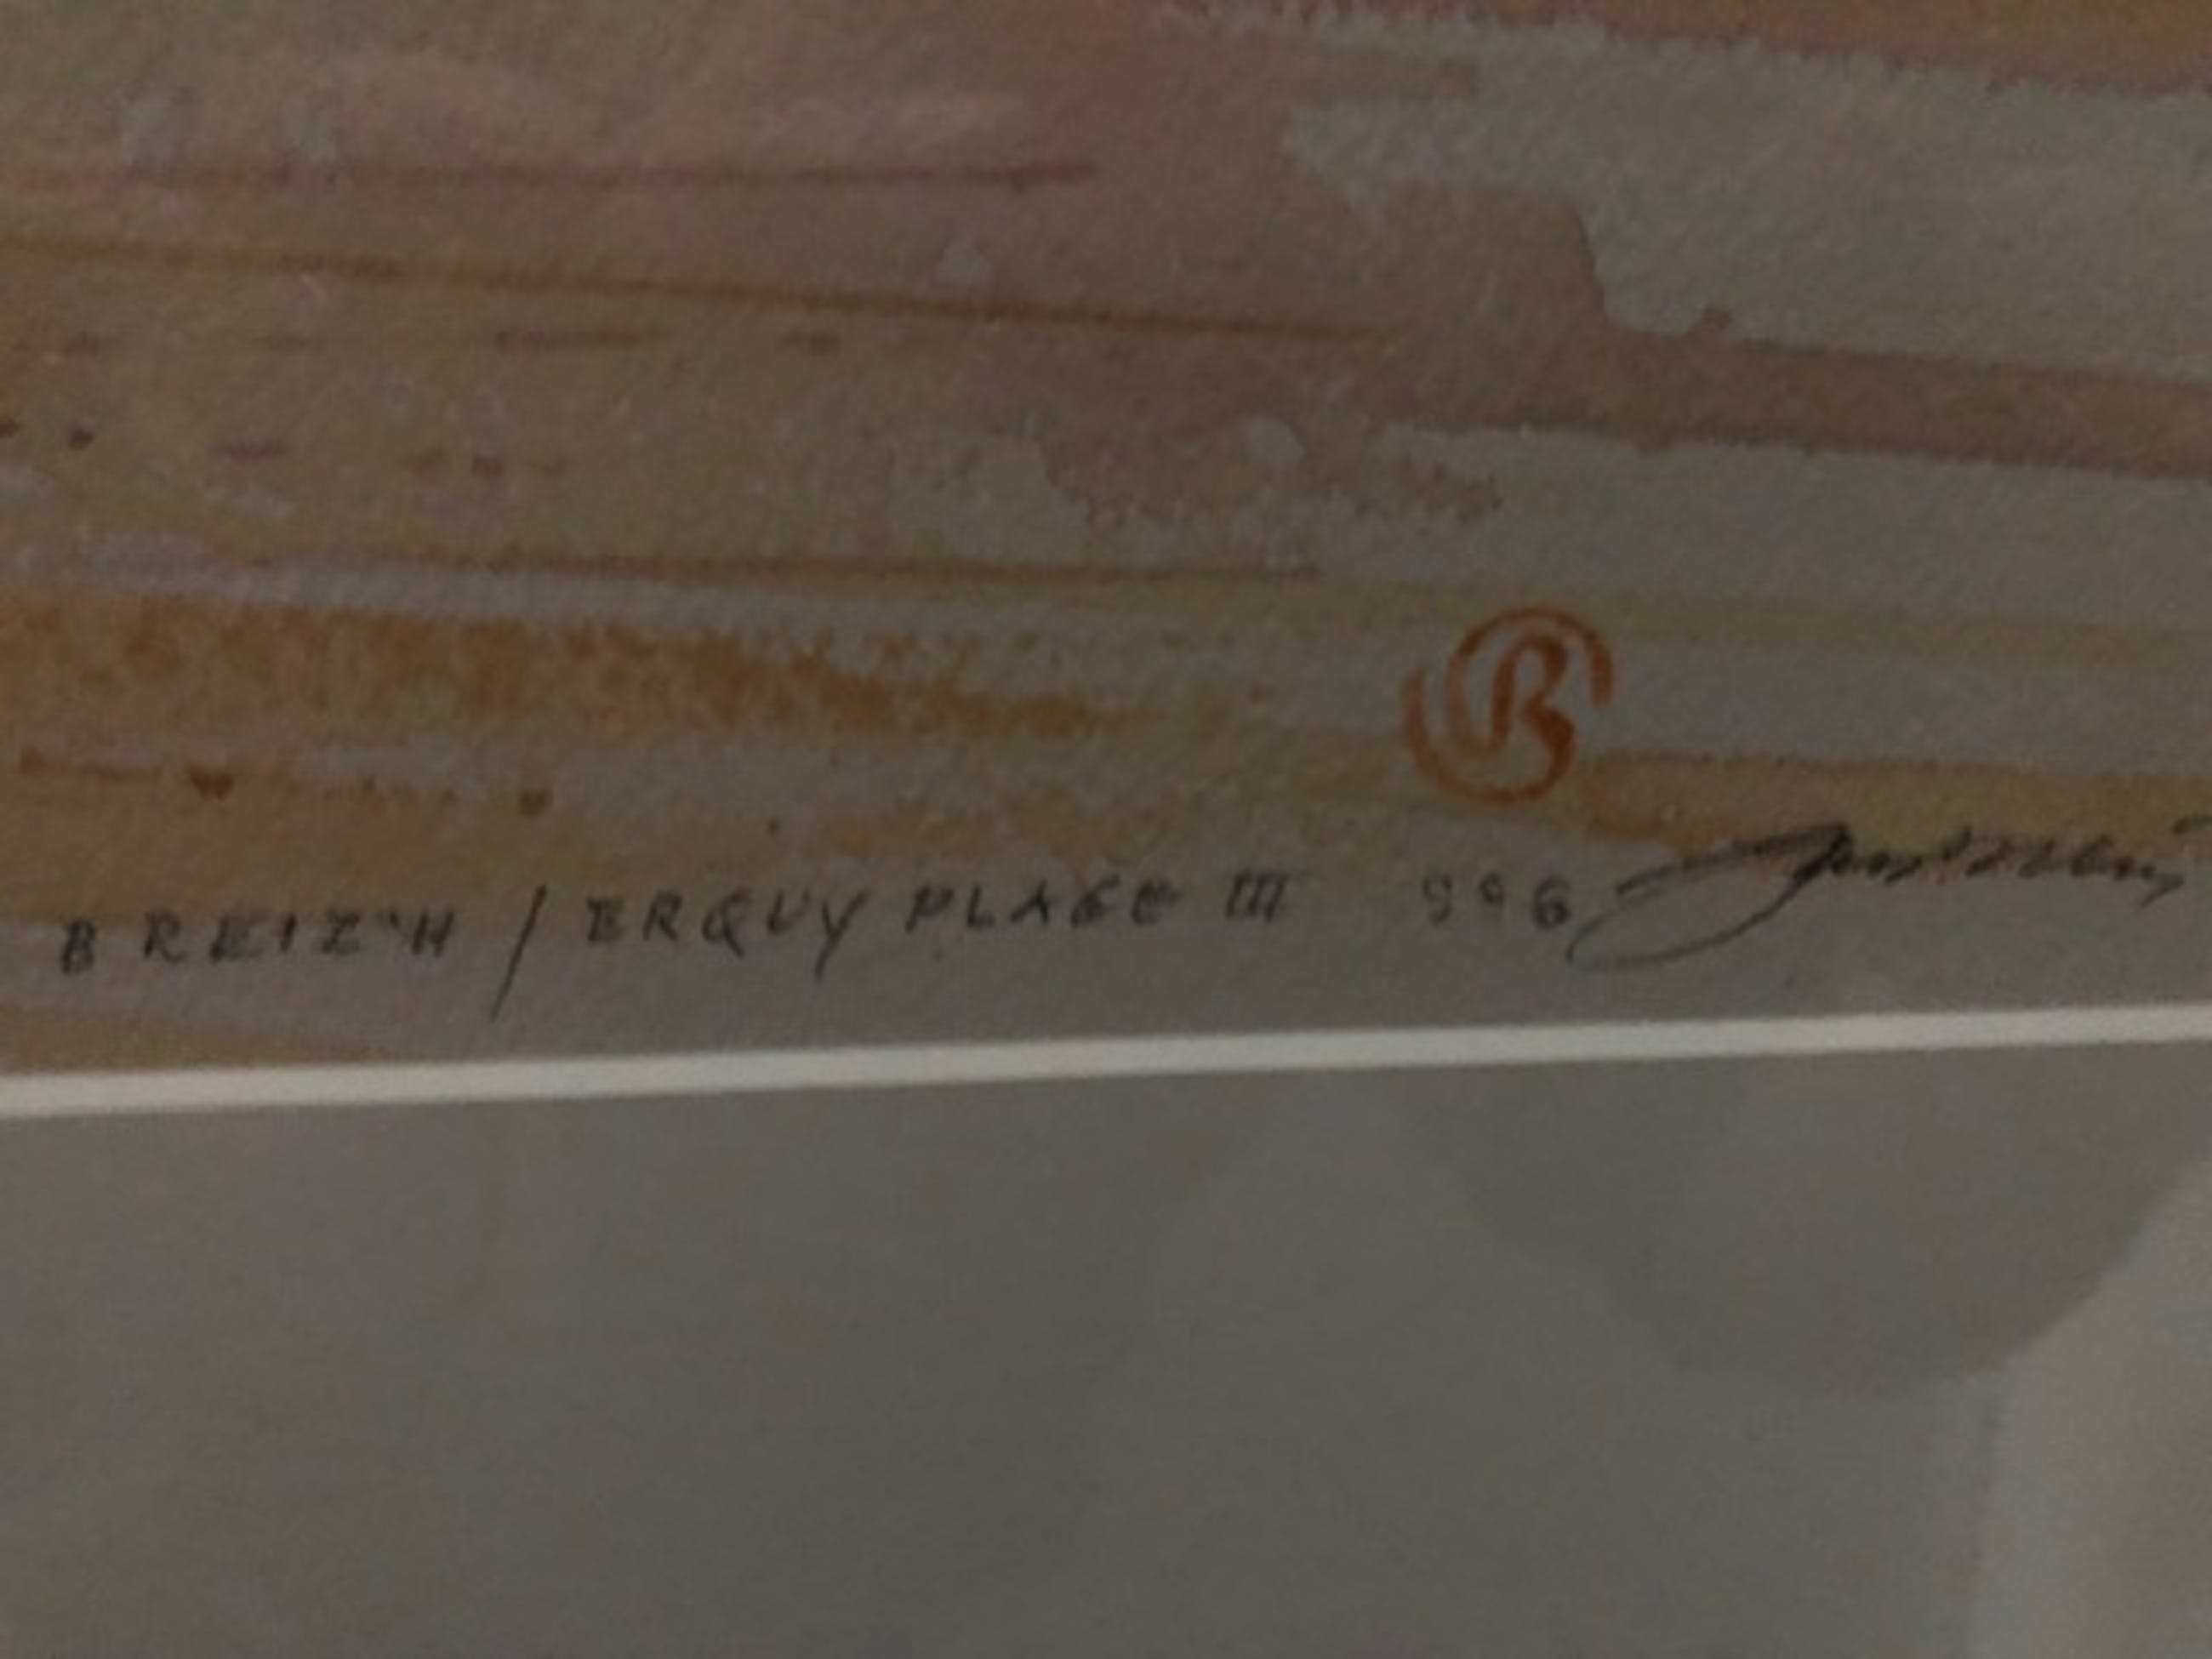 B
BREIZ'H / ERQUY PLAGE III 996